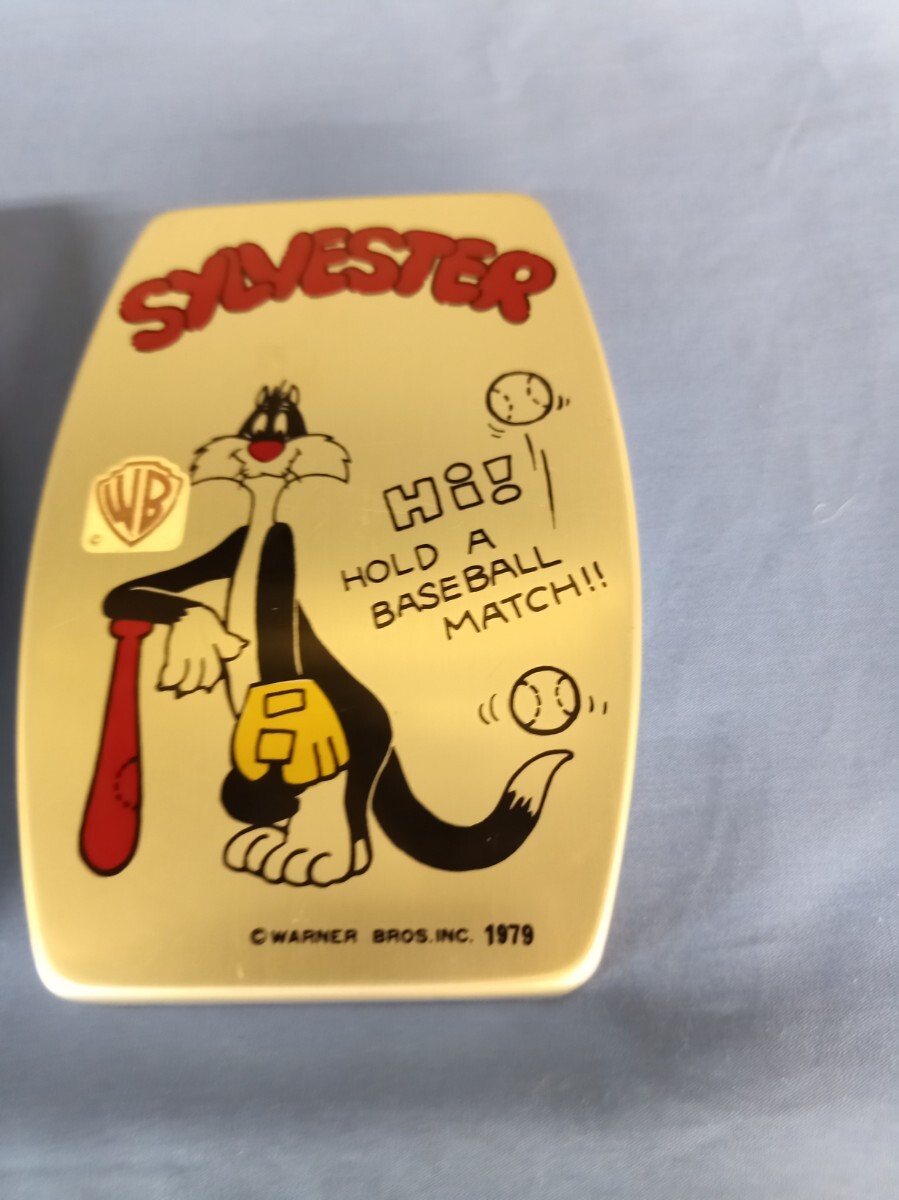 SYLVESTER
WB
©
Hi!
HOLD A
BASEBALL
MATCH!!
©WARNER BROS.INC. 1979